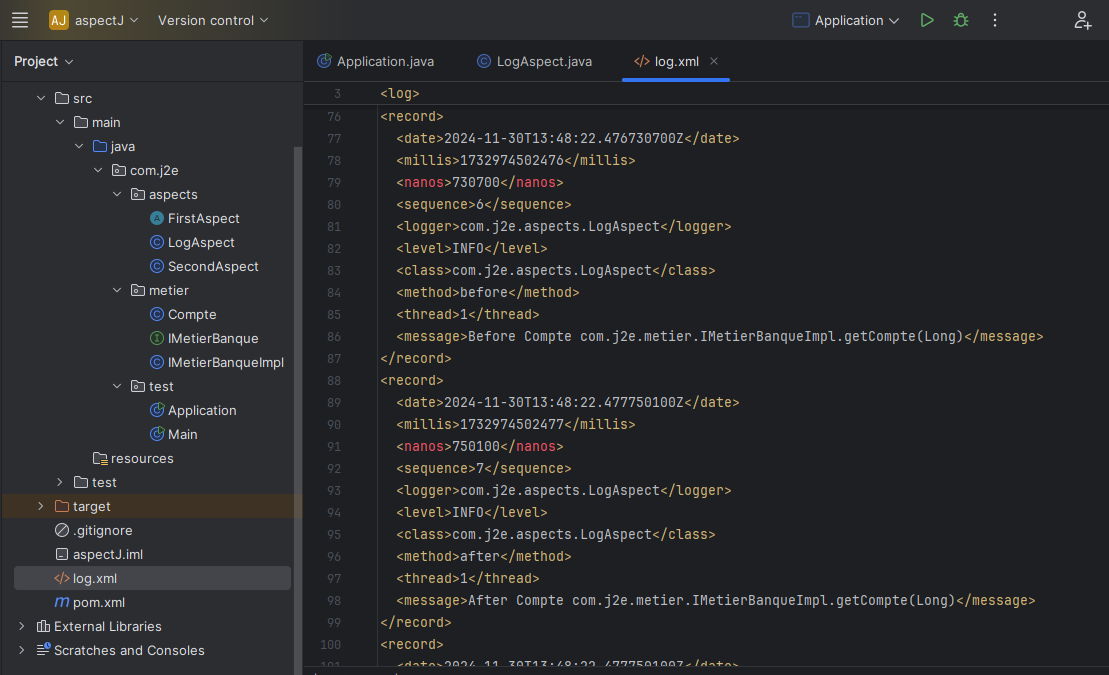 AJ aspectJ Version control Application
Project
Application.java LogAspect.java log.xml
src
main
java
com.j2e
aspects
A FirstAspect
C LogAspect
C SecondAspect
metier
C Compte
I IMetierBanque
C IMetierBanqueImpl
test
C Application
C Main
resources
test
target
.gitignore
aspectJ.iml
</> log.xml
m pom.xml
External Libraries
Scratches and Consoles
3 <log>
76 <record>
77 <date>2024-11-30T13:48:22.476730700Z</date>
78 <millis>1732974502476</millis>
79 <nanos>730700</nanos>
80 <sequence>6</sequence>
81 <logger>com.j2e.aspects.LogAspect</logger>
82 <level>INFO</level>
83 <class>com.j2e.aspects.LogAspect</class>
84 <method>before</method>
85 <thread>1</thread>
86 <message>Before Compte com.j2e.metier.IMetierBanqueImpl.getCompte(Long)</message>
87 </record>
88 <record>
89 <date>2024-11-30T13:48:22.477750100Z</date>
90 <millis>1732974502477</millis>
91 <nanos>750100</nanos>
92 <sequence>7</sequence>
93 <logger>com.j2e.aspects.LogAspect</logger>
94 <level>INFO</level>
95 <class>com.j2e.aspects.LogAspect</class>
96 <method>after</method>
97 <thread>1</thread>
98 <message>After Compte com.j2e.metier.IMetierBanqueImpl.getCompte(Long)</message>
99 </record>
100 <record>
101 <date>2024-11-30T13:48:22.477750100Z</date>